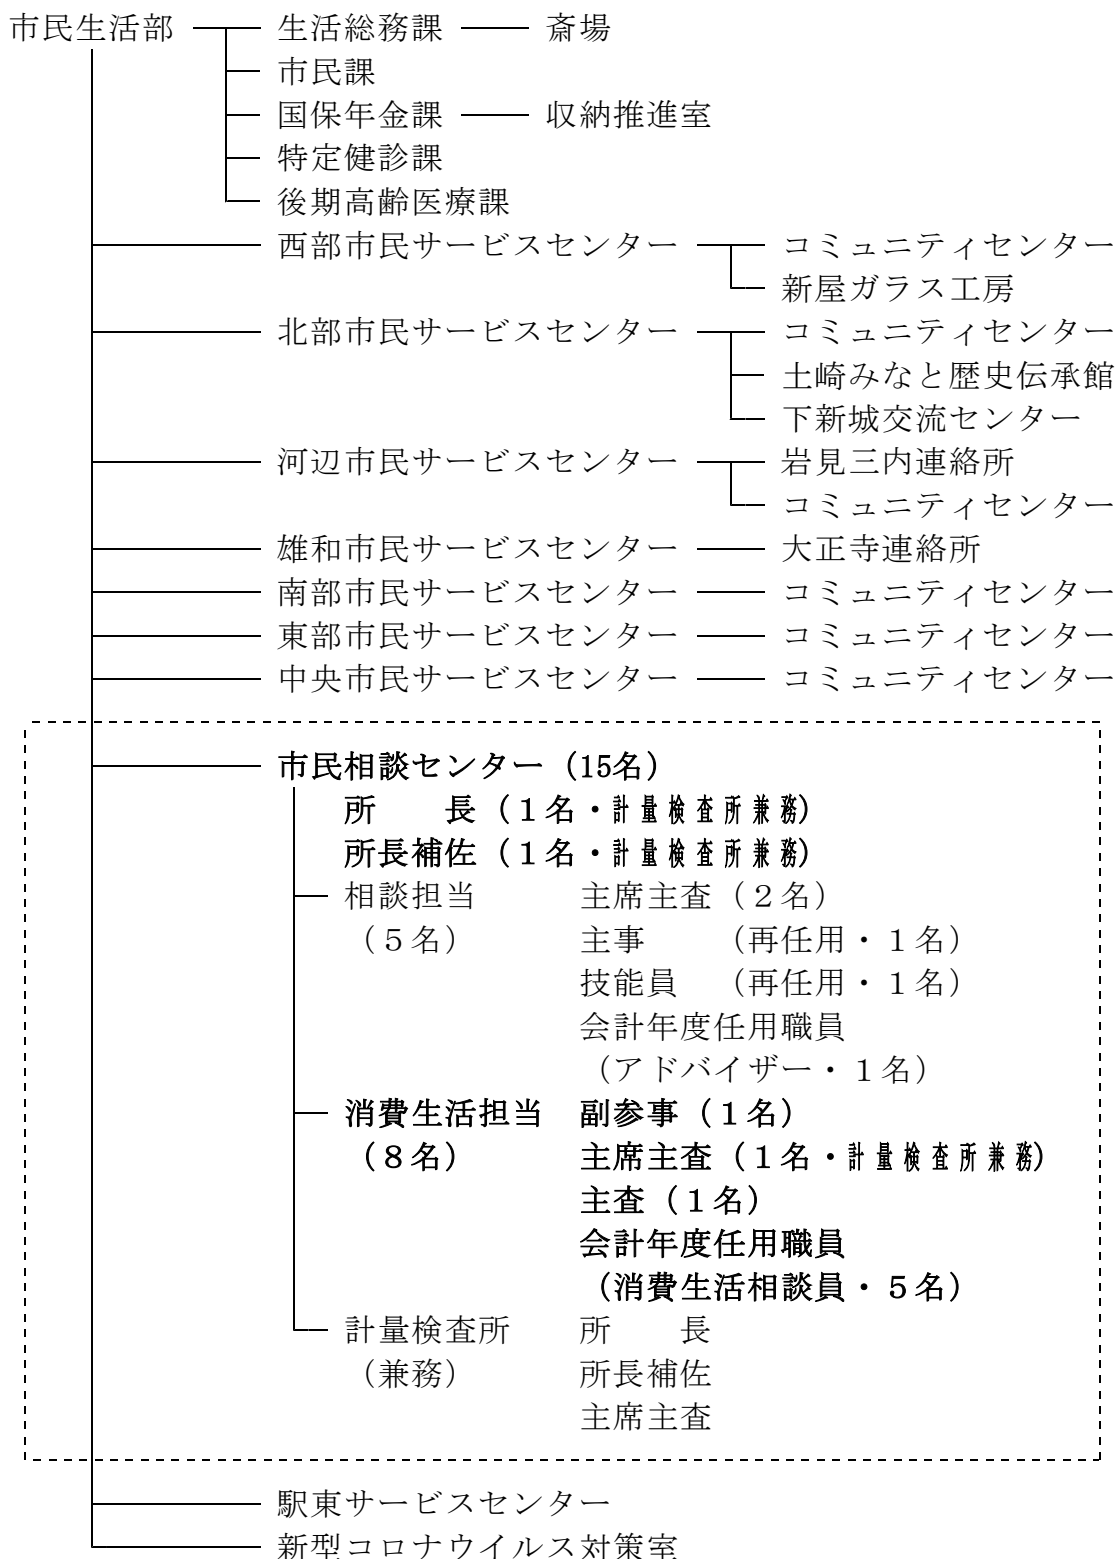 市民生活部 生活総務課 斎場
市民課
国保年金課 収納推進室
特定健診課
後期高齢医療課
西部市民サービスセンター コミュニティセンター
新屋ガラス工房
北部市民サービスセンター コミュニティセンター
土崎みなと歴史伝承館
下新城交流センター
河辺市民サービスセンター 岩見三内連絡所
コミュニティセンター
雄和市民サービスセンター 大正寺連絡所
南部市民サービスセンター コミュニティセンター
東部市民サービスセンター コミュニティセンター
中央市民サービスセンター コミュニティセンター
市民相談センター（15名）
所　　長（１名・計量検査所兼務）
所長補佐（１名・計量検査所兼務）
相談担当 主席主査（２名）
（５名） 主事　　（再任用・１名）
技能員　（再任用・１名）
会計年度任用職員
（アドバイザー・１名）
消費生活担当 副参事（１名）
（８名） 主席主査（１名・計量検査所兼務）
主査（１名）
会計年度任用職員
（消費生活相談員・５名）
計量検査所 所　　長
（兼務） 所長補佐
主席主査
駅東サービスセンター
新型コロナウイルス対策室